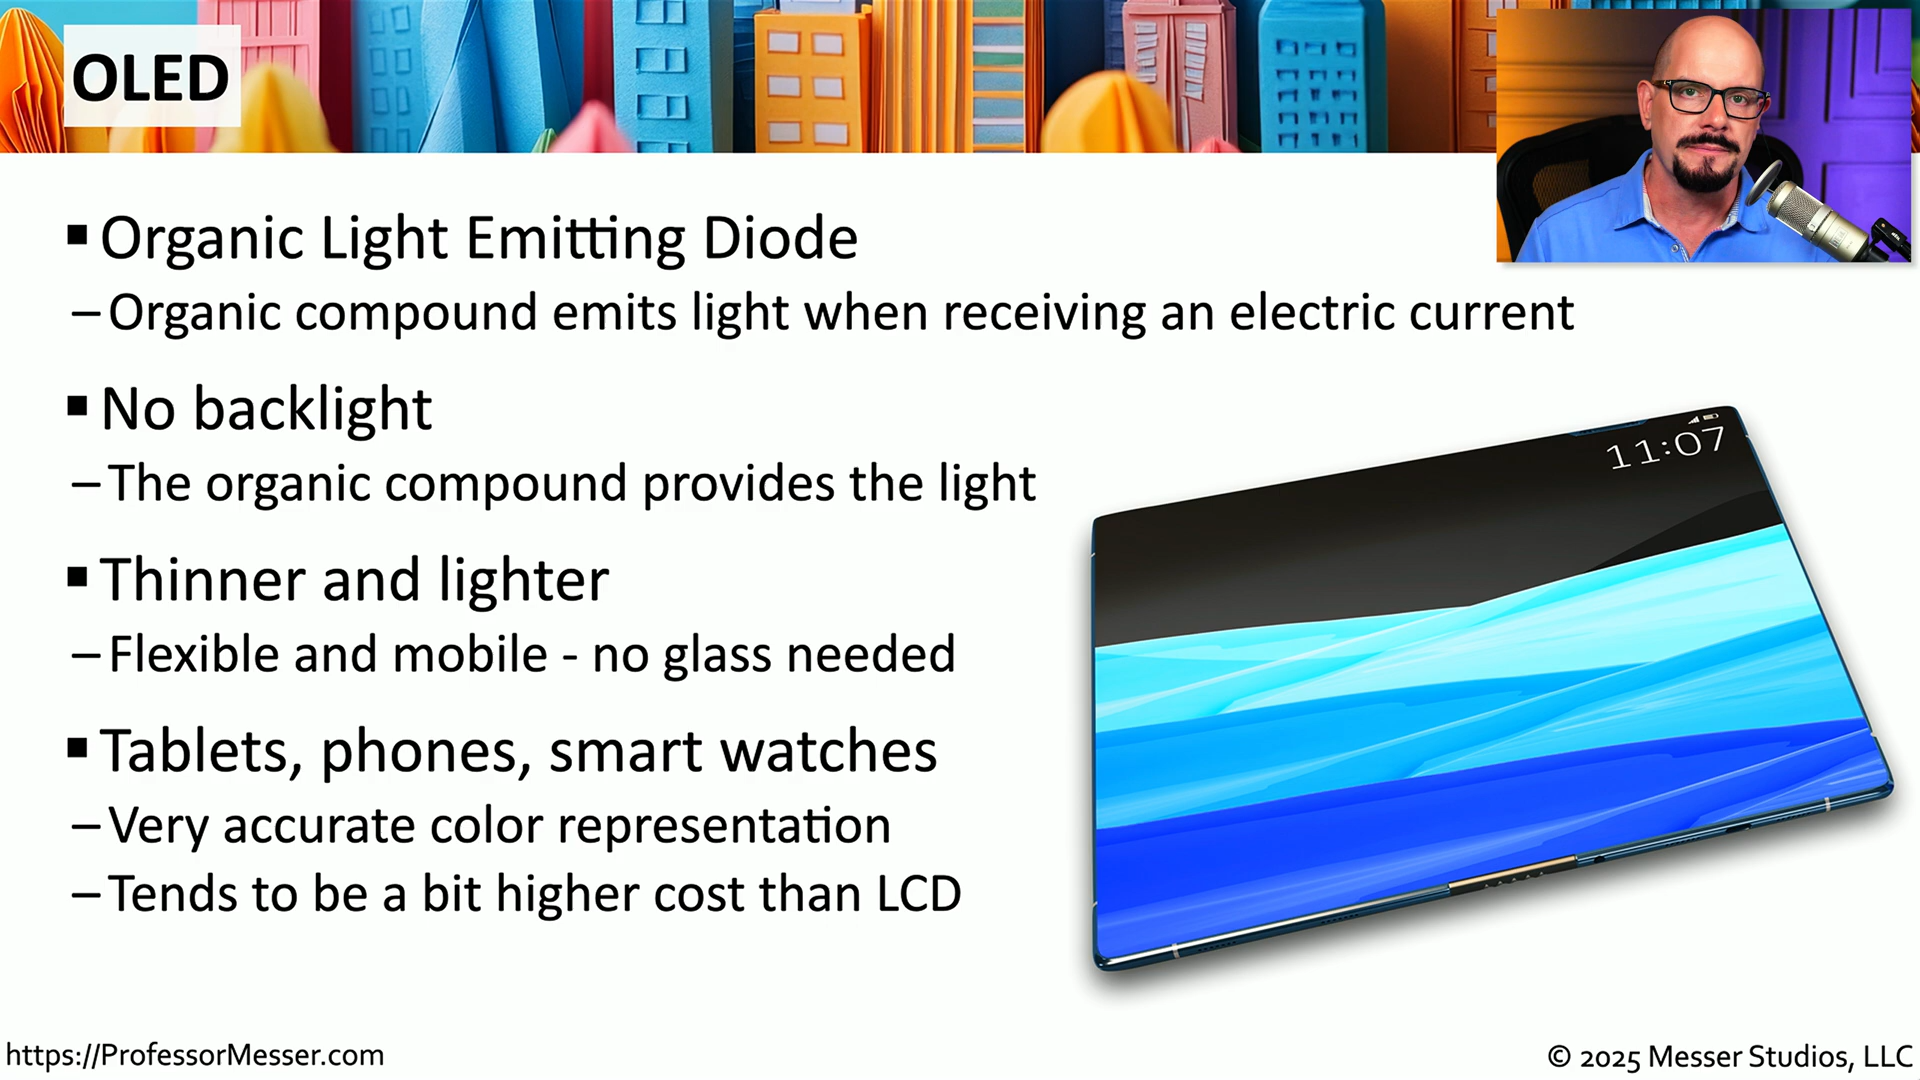 OLED
▪ Organic Light Emitting Diode
– Organic compound emits light when receiving an electric current
▪ No backlight
– The organic compound provides the light
▪ Thinner and lighter
– Flexible and mobile - no glass needed
▪ Tablets, phones, smart watches
– Very accurate color representation
– Tends to be a bit higher cost than LCD
11:07
https://ProfessorMesser.com
© 2025 Messer Studios, LLC